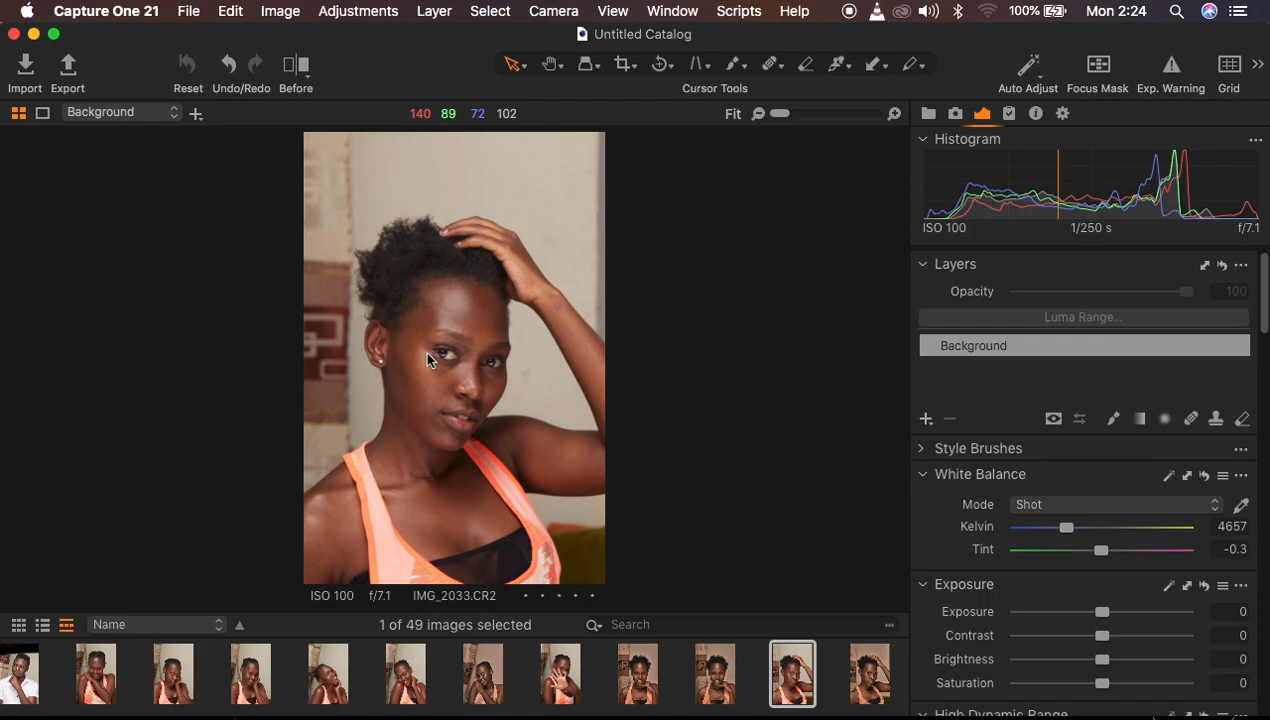 Capture One 21 File Edit Image Adjustments Layer Select Camera View Window Scripts Help 100% Mon 2:24
Untitled Catalog
Import Export Reset Undo/Redo Before Cursor Tools Auto Adjust Focus Mask Exp. Warning Grid
Background 140 89 72 102 Fit
Histogram
ISO 100 1/250 s f/7.1
Layers
Opacity 100
Luma Range...
Background
Style Brushes
White Balance
Mode Shot
Kelvin 4657
Tint -0.3
Exposure
Exposure 0
Contrast 0
Brightness 0
Saturation 0
High Dynamic Range
ISO 100 f/7.1 IMG_2033.CR2
Name 1 of 49 images selected Search